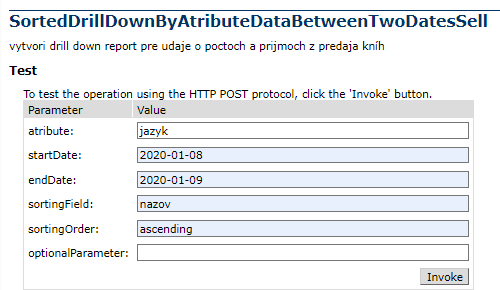 SortedDrillDownByAtributeDataBetweenTwoDatesSell
vytvori drill down report pre udaje o poctoch a prijmoch z predaja kníh
Test
To test the operation using the HTTP POST protocol, click the 'Invoke' button.
Parameter Value
atribute: jazyk
startDate: 2020-01-08
endDate: 2020-01-09
sortingField: nazov
sortingOrder: ascending
optionalParameter:
Invoke